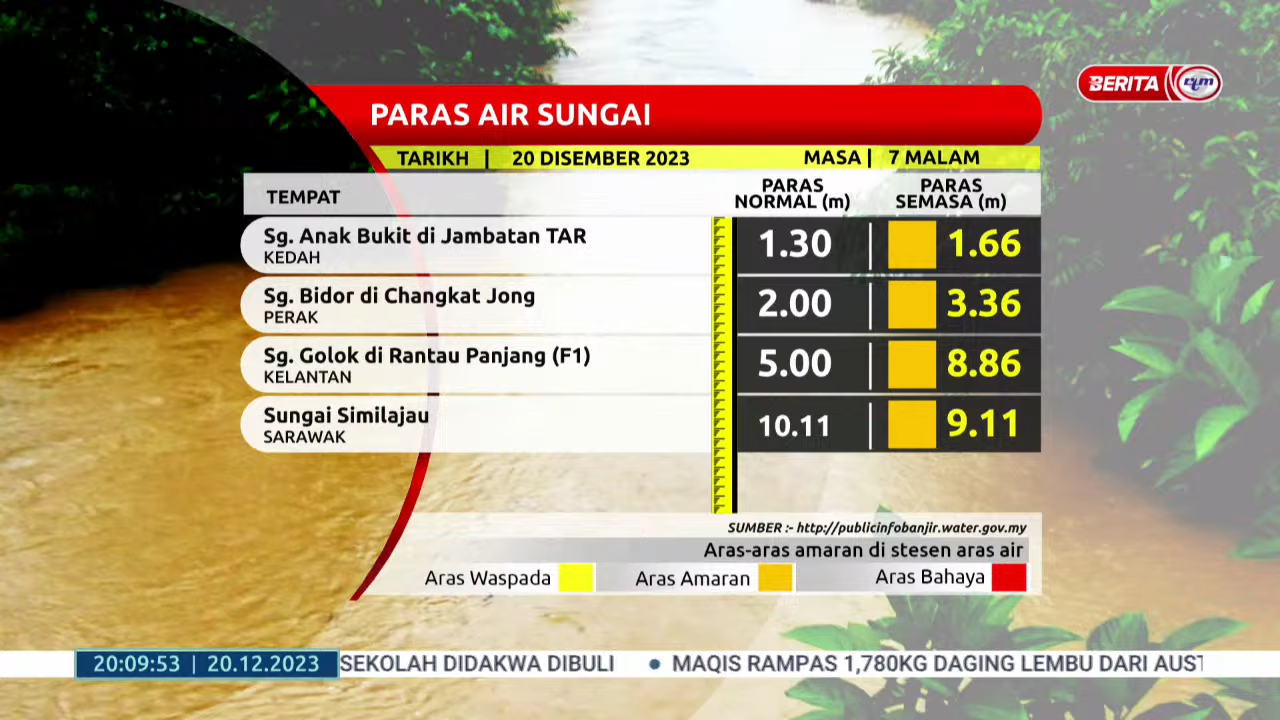 BERITA rtm
PARAS AIR SUNGAI
TARIKH | 20 DISEMBER 2023 MASA | 7 MALAM
TEMPAT PARAS NORMAL (m) PARAS SEMASA (m)
Sg. Anak Bukit di Jambatan TAR
KEDAH
1.30 | 1.66
Sg. Bidor di Changkat Jong
PERAK
2.00 | 3.36
Sg. Golok di Rantau Panjang (F1)
KELANTAN
5.00 | 8.86
Sungai Similajau
SARAWAK
10.11 | 9.11
SUMBER :- http://publicinfobanjir.water.gov.my
Aras-aras amaran di stesen aras air
Aras Waspada Aras Amaran Aras Bahaya
20:09:53 | 20.12.2023 SEKOLAH DIDAKWA DIBULI • MAQIS RAMPAS 1,780KG DAGING LEMBU DARI AUST